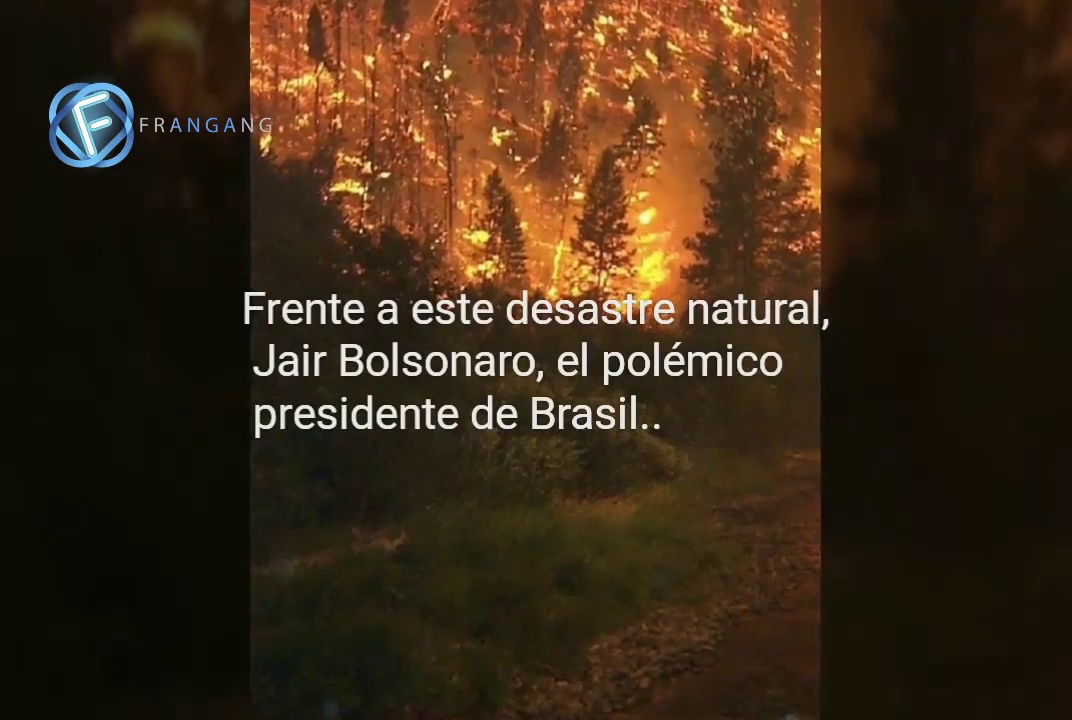 FRANGANG
Frente a este desastre natural,
Jair Bolsonaro, el polémico
presidente de Brasil..